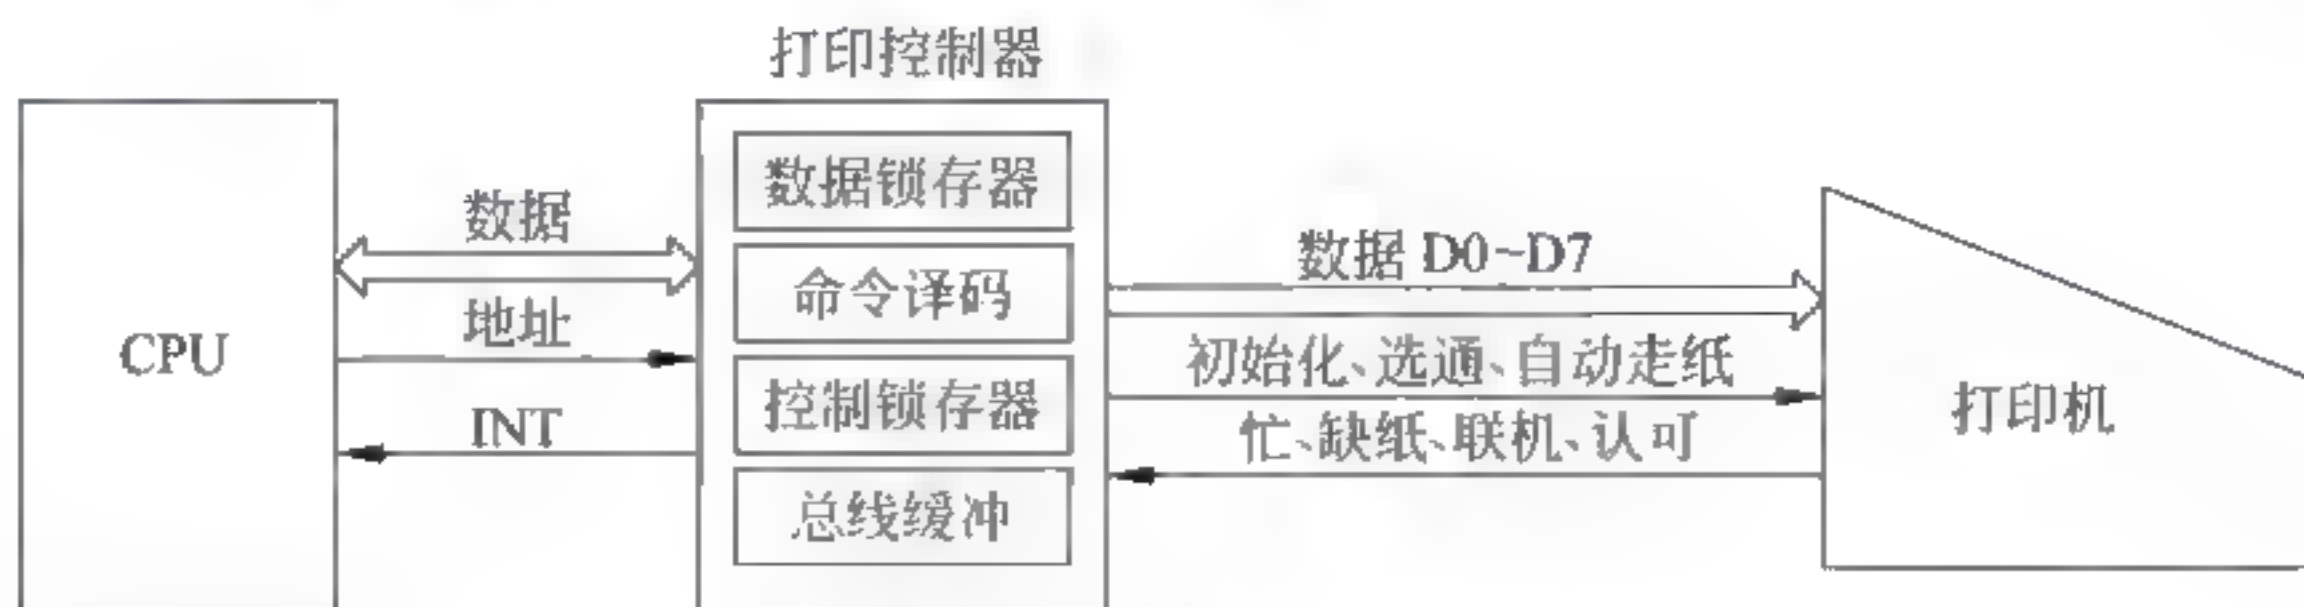 打印控制器
数据锁存器
数据
数据 D0~D7
命令译码
地址
CPU
初始化、选通、自动走纸
控制锁存器
打印机
INT
忙、缺纸、联机、认可
总线缓冲